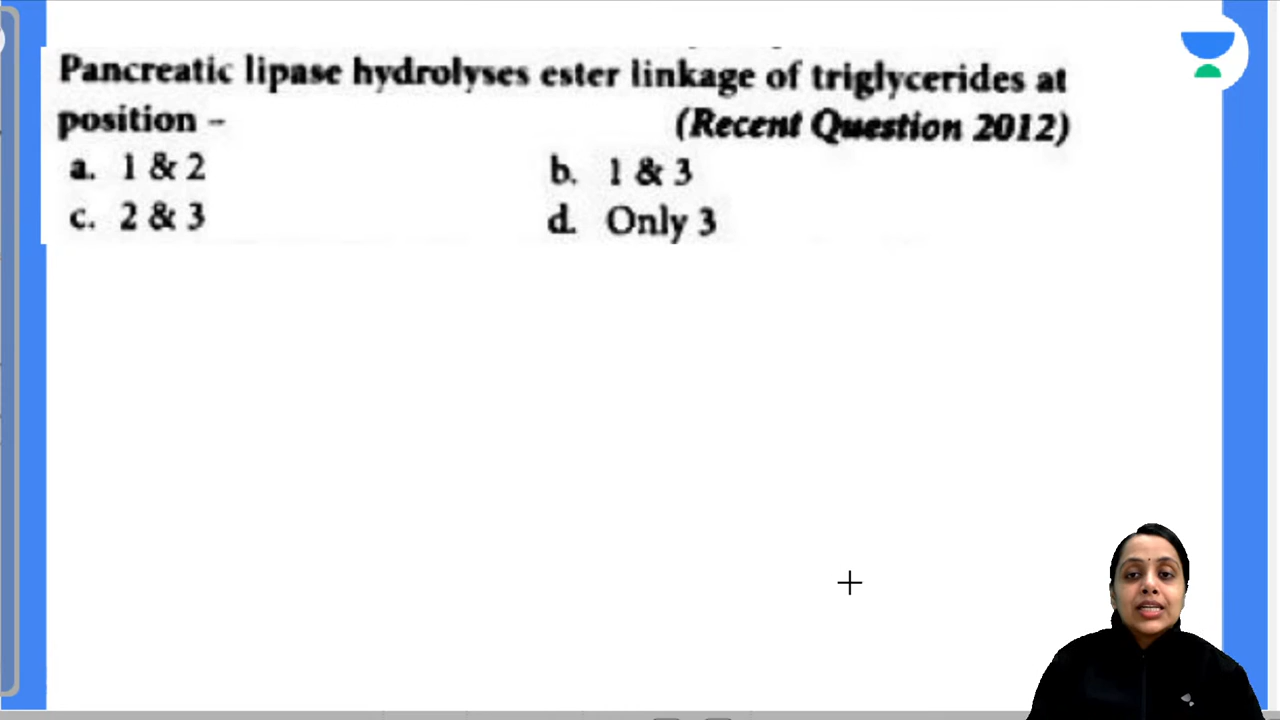 Pancreatic lipase hydrolyses ester linkage of triglycerides at
position – (Recent Question 2012)
a. 1 & 2 b. 1 & 3
c. 2 & 3 d. Only 3